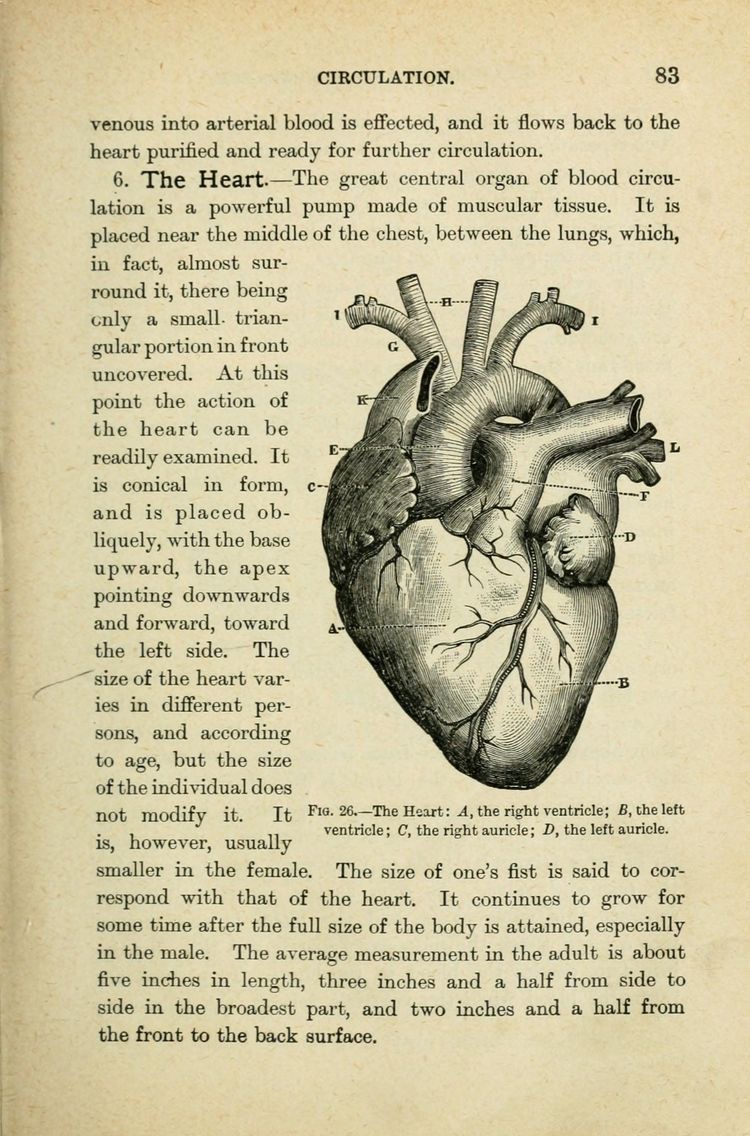 CIRCULATION. 83
venous into arterial blood is effected, and it flows back to the
heart purified and ready for further circulation.
6. The Heart.—The great central organ of blood circu-
lation is a powerful pump made of muscular tissue. It is
placed near the middle of the chest, between the lungs, which,
in fact, almost sur-
round it, there being
only a small trian-
gular portion in front
uncovered. At this
point the action of
the heart can be
readily examined. It
is conical in form,
and is placed ob-
liquely, with the base
upward, the apex
pointing downwards
and forward, toward
the left side. The
size of the heart var-
ies in different per-
sons, and according
to age, but the size
of the individual does
not modify it. It
is, however, usually
H
I
I
G
K
E
L
C
F
D
A
B
FIG. 26.—The Heart: A, the right ventricle; B, the left
ventricle; C, the right auricle; D, the left auricle.
smaller in the female. The size of one's fist is said to cor-
respond with that of the heart. It continues to grow for
some time after the full size of the body is attained, especially
in the male. The average measurement in the adult is about
five inches in length, three inches and a half from side to
side in the broadest part, and two inches and a half from
the front to the back surface.